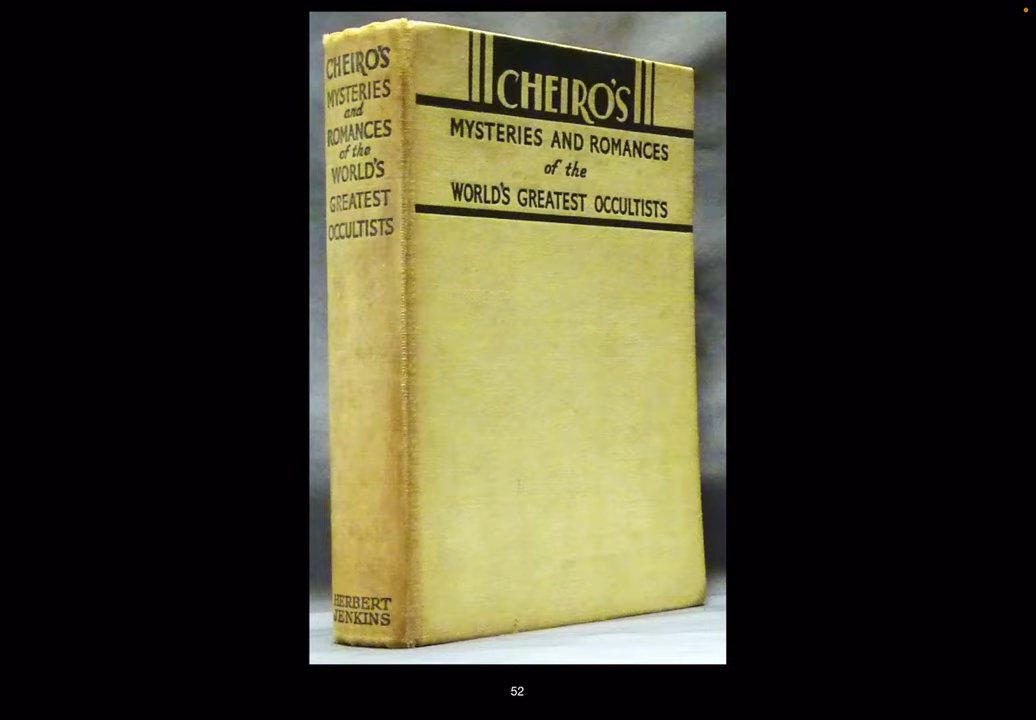 CHEIRO'S
MYSTERIES
and
ROMANCES
of the
WORLD'S
GREATEST
OCCULTISTS
HERBERT
JENKINS
CHEIRO'S
MYSTERIES AND ROMANCES
of the
WORLD'S GREATEST OCCULTISTS
52